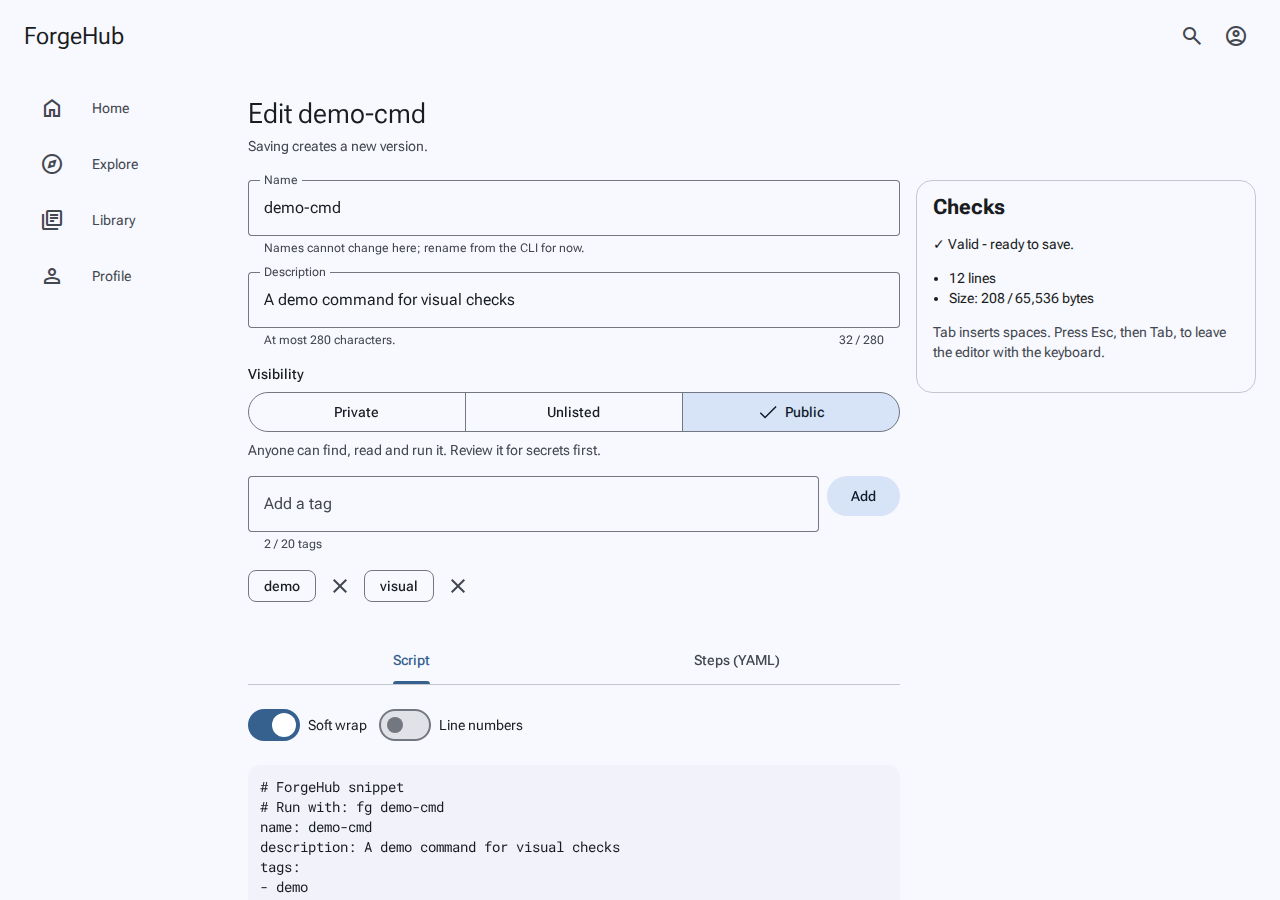 ForgeHub
Home
Explore
Library
Profile
Edit demo-cmd
Saving creates a new version.
Name
demo-cmd
Names cannot change here; rename from the CLI for now.
Description
A demo command for visual checks
At most 280 characters.
32 / 280
Visibility
Private
Unlisted
Public
Anyone can find, read and run it. Review it for secrets first.
Add a tag
Add
2 / 20 tags
demo
visual
Script
Steps (YAML)
Soft wrap
Line numbers
# ForgeHub snippet
# Run with: fg demo-cmd
name: demo-cmd
description: A demo command for visual checks
tags:
- demo
Checks
✓ Valid - ready to save.
• 12 lines
• Size: 208 / 65,536 bytes
Tab inserts spaces. Press Esc, then Tab, to leave
the editor with the keyboard.